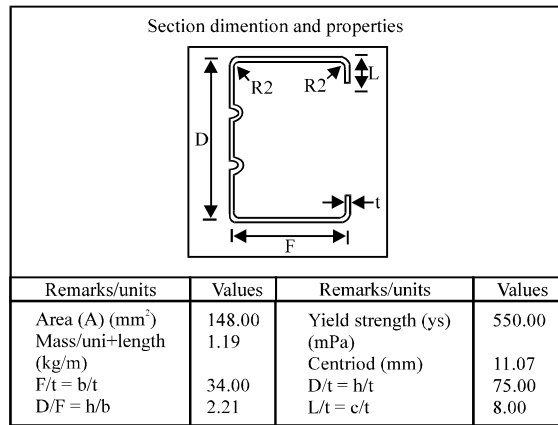 Section dimention and properties
L
R2 R2
D
t
F
Remarks/units Values Remarks/units Values
Area (A) (mm²) 148.00 Yield strength (ys) 550.00
Mass/uni+length 1.19 (mPa)
(kg/m) Centriod (mm) 11.07
F/t = b/t 34.00 D/t = h/t 75.00
D/F = h/b 2.21 L/t = c/t 8.00